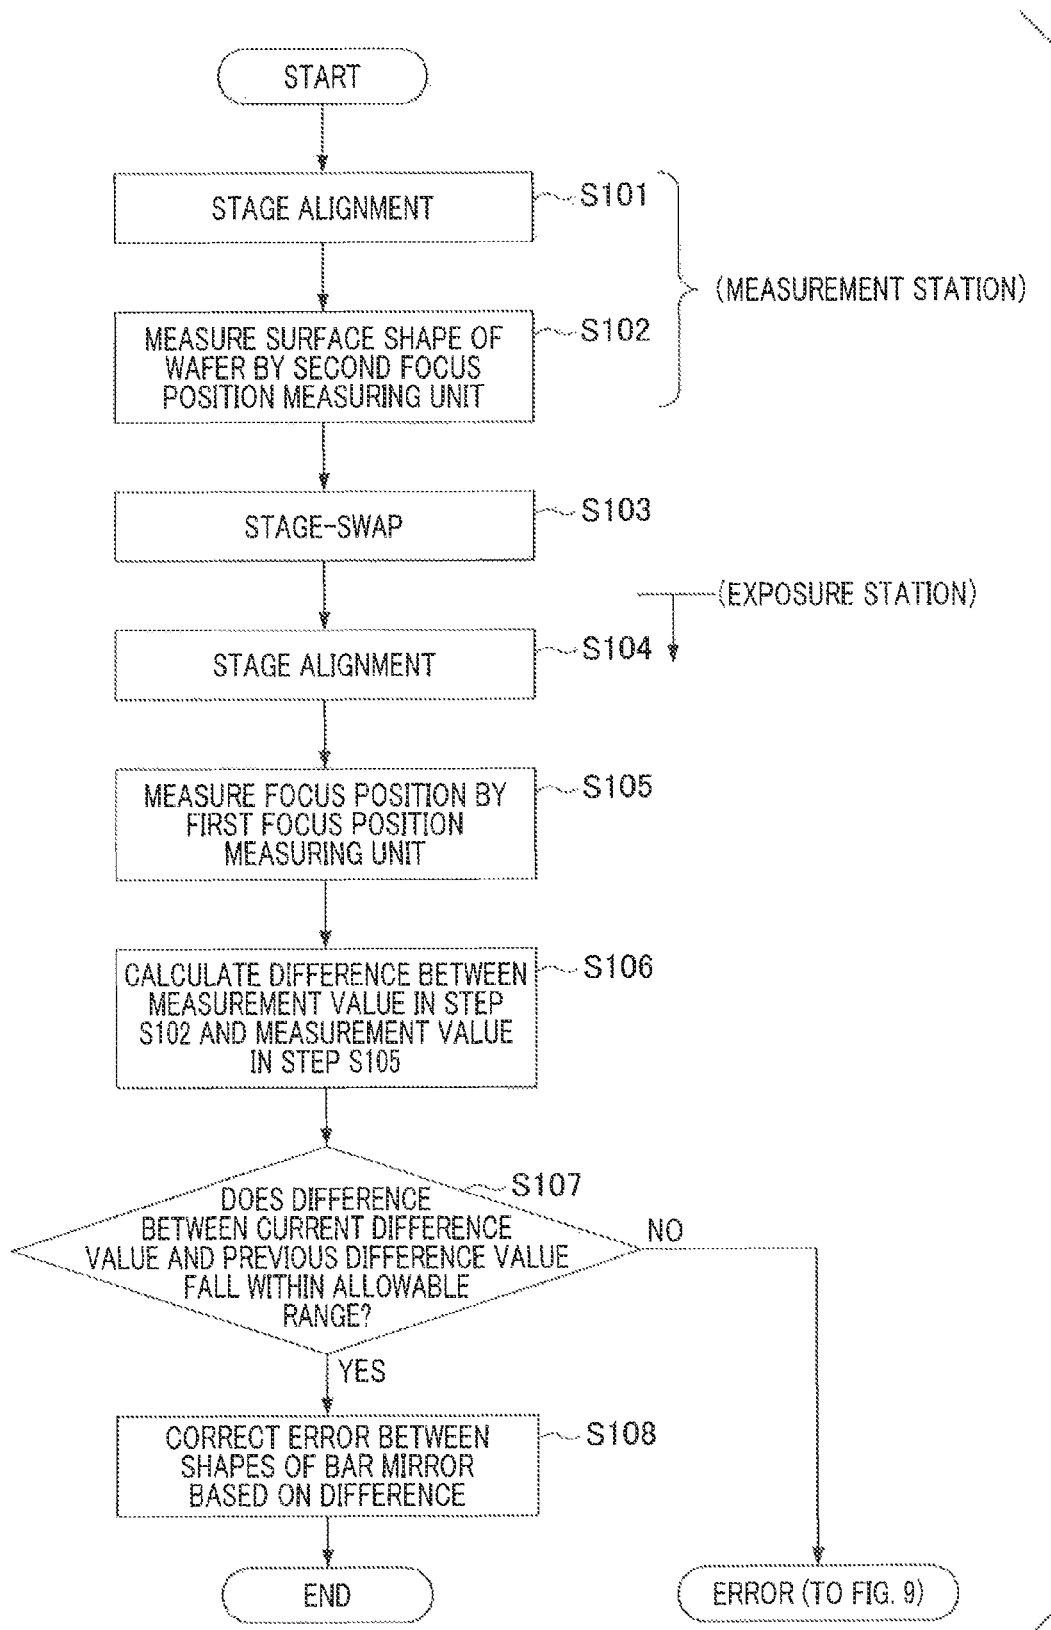 START
STAGE ALIGNMENT
S101
(MEASUREMENT STATION)
MEASURE SURFACE SHAPE OF
WAFER BY SECOND FOCUS
POSITION MEASURING UNIT
S102
STAGE-SWAP
S103
(EXPOSURE STATION)
STAGE ALIGNMENT
S104
MEASURE FOCUS POSITION BY
FIRST FOCUS POSITION
MEASURING UNIT
S105
CALCULATE DIFFERENCE BETWEEN
MEASUREMENT VALUE IN STEP
S102 AND MEASUREMENT VALUE
IN STEP S105
S106
DOES DIFFERENCE
BETWEEN CURRENT DIFFERENCE
VALUE AND PREVIOUS DIFFERENCE VALUE
FALL WITHIN ALLOWABLE
RANGE?
S107
NO
YES
CORRECT ERROR BETWEEN
SHAPES OF BAR MIRROR
BASED ON DIFFERENCE
S108
END
ERROR (TO FIG. 9)